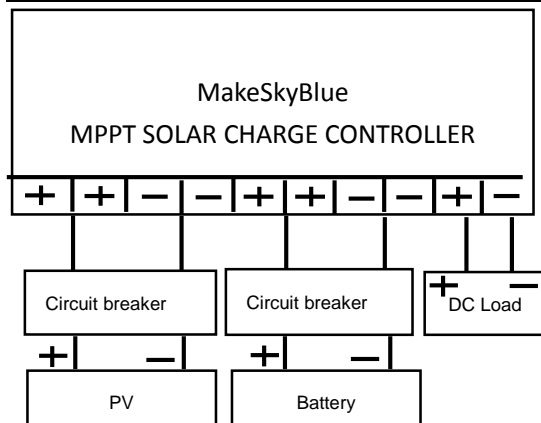 MakeSkyBlue
MPPT SOLAR CHARGE CONTROLLER
+ + − − + + − − + −
Circuit breaker Circuit breaker + − DC Load
+ − + −
PV Battery